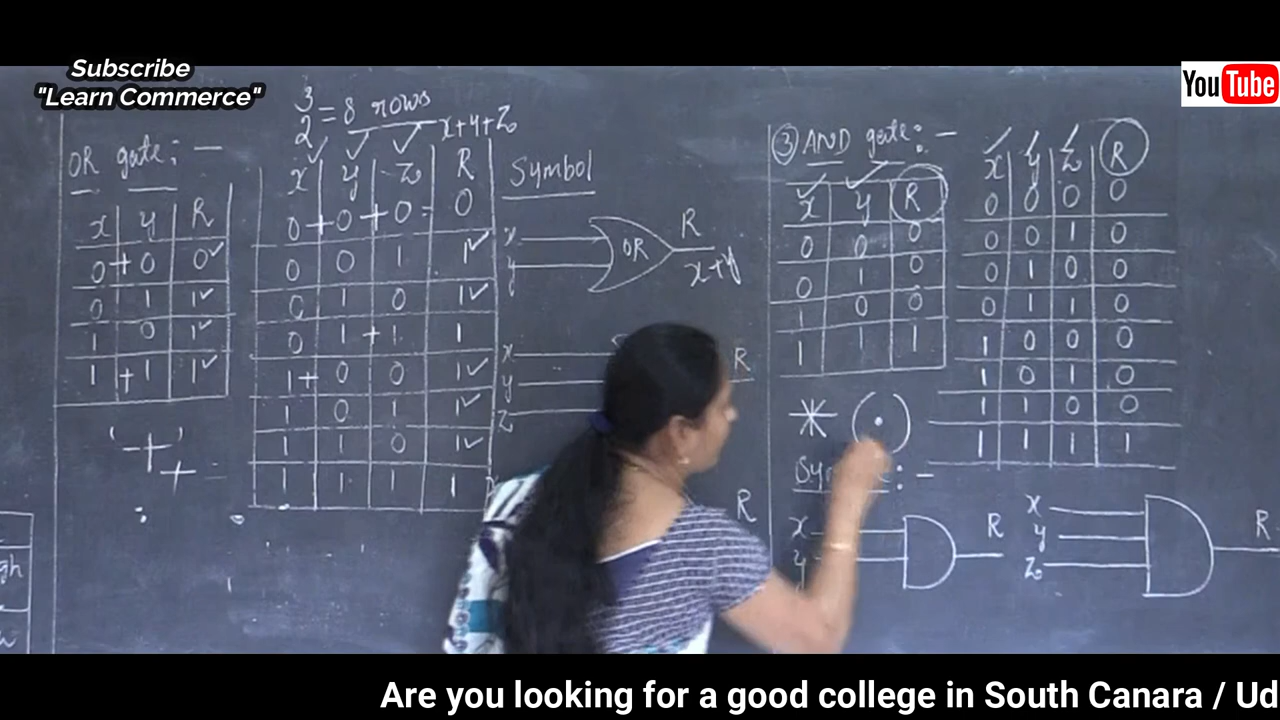 Subscribe
"Learn Commerce"
YouTube
OR gate: -
x y R
0 + 0 0✓
0 1 1✓
1 0 1✓
1 + 1 1✓
'+'
+ =
2³ = 8 rows
x+y+z
x y z R
0 + 0 + 0 = 0
0 0 1 1✓
0 1 0 1✓
0 1 + 1 1
1 + 0 0 1✓
1 0 1 1✓
1 1 0 1✓
1 1 1 1
Symbol
x
y
OR
R
x+y
x
y
z
R
R
③ AND gate: -
x y R
0 0 0
0 1 0
1 0 0
1 1 1
* (·)
x y z R
0 0 0 0
0 0 1 0
0 1 0 0
0 1 1 0
1 0 0 0
1 0 1 0
1 1 0 0
1 1 1 1
: -
x
y
R
x
y
z
R
gh
w
Are you looking for a good college in South Canara / Ud